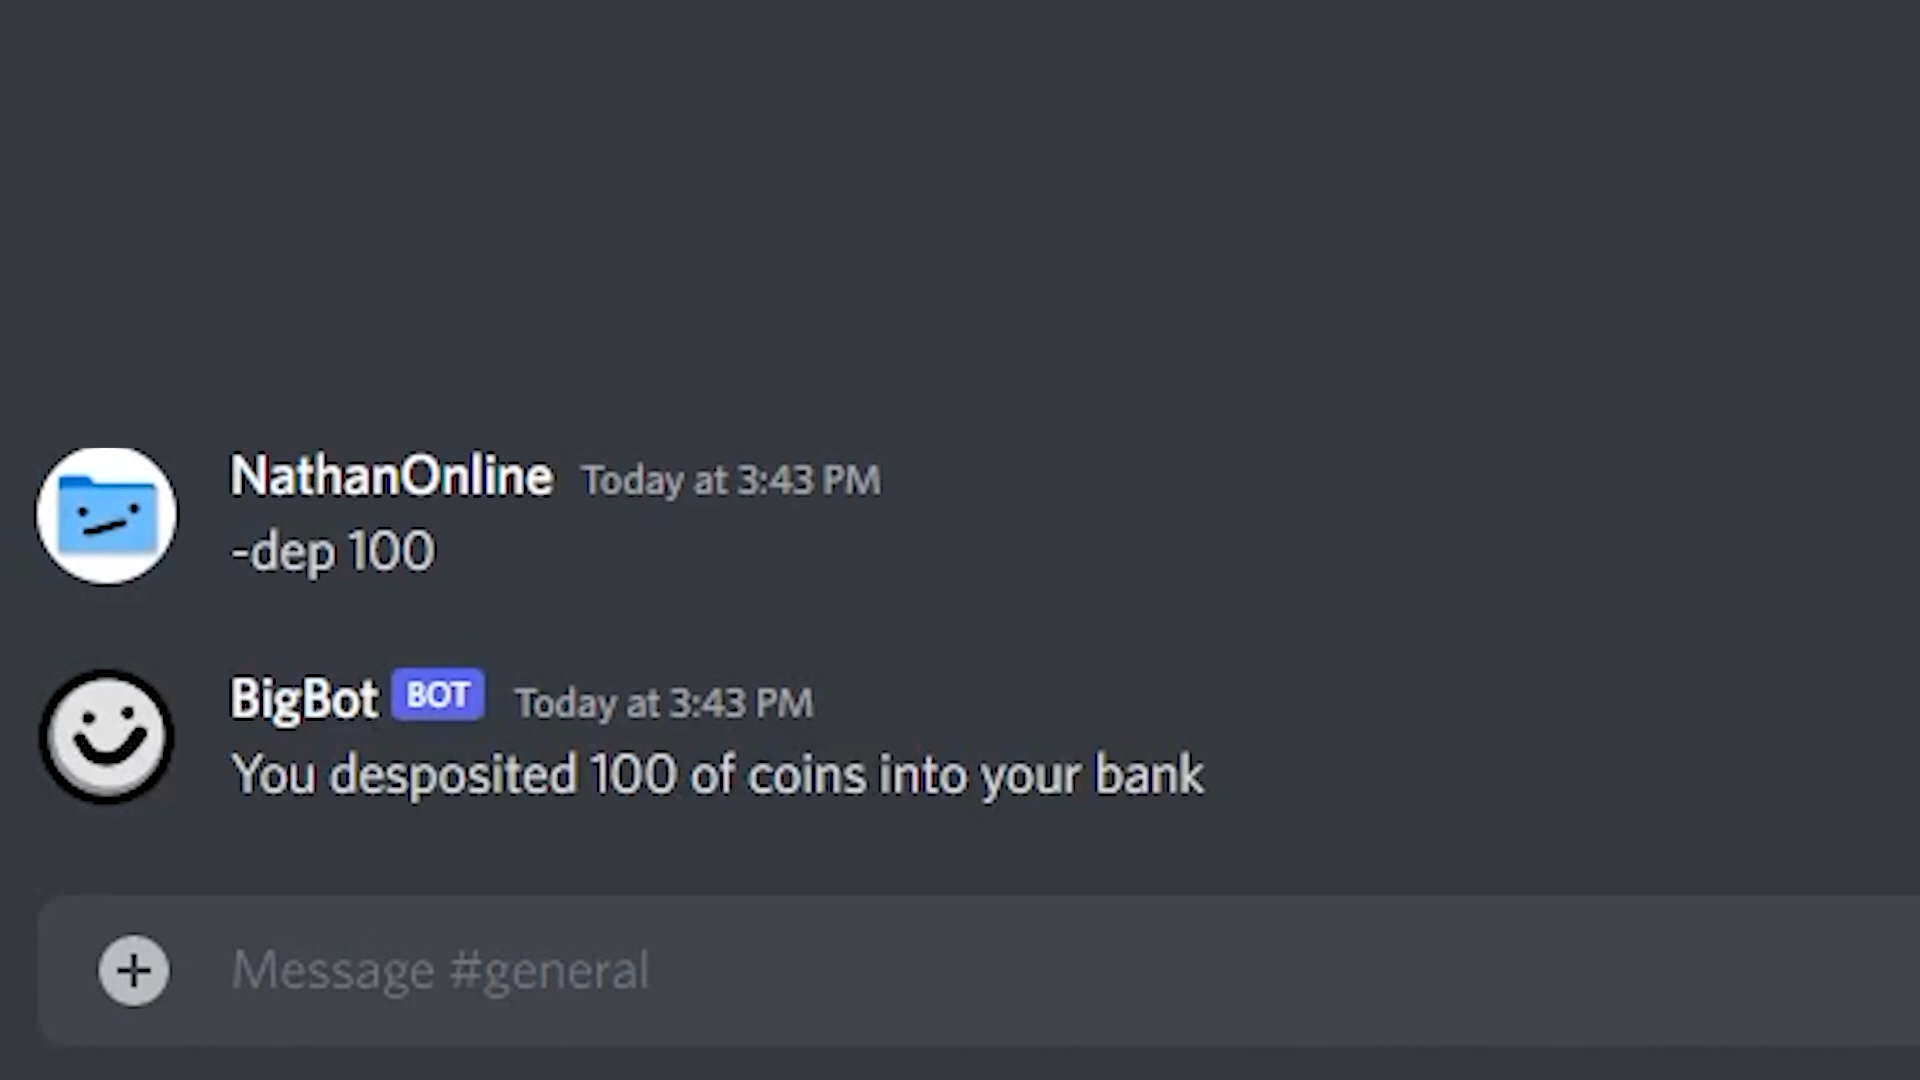 NathanOnline Today at 3:43 PM
-dep 100
BigBot BOT Today at 3:43 PM
You desposited 100 of coins into your bank
Message #general